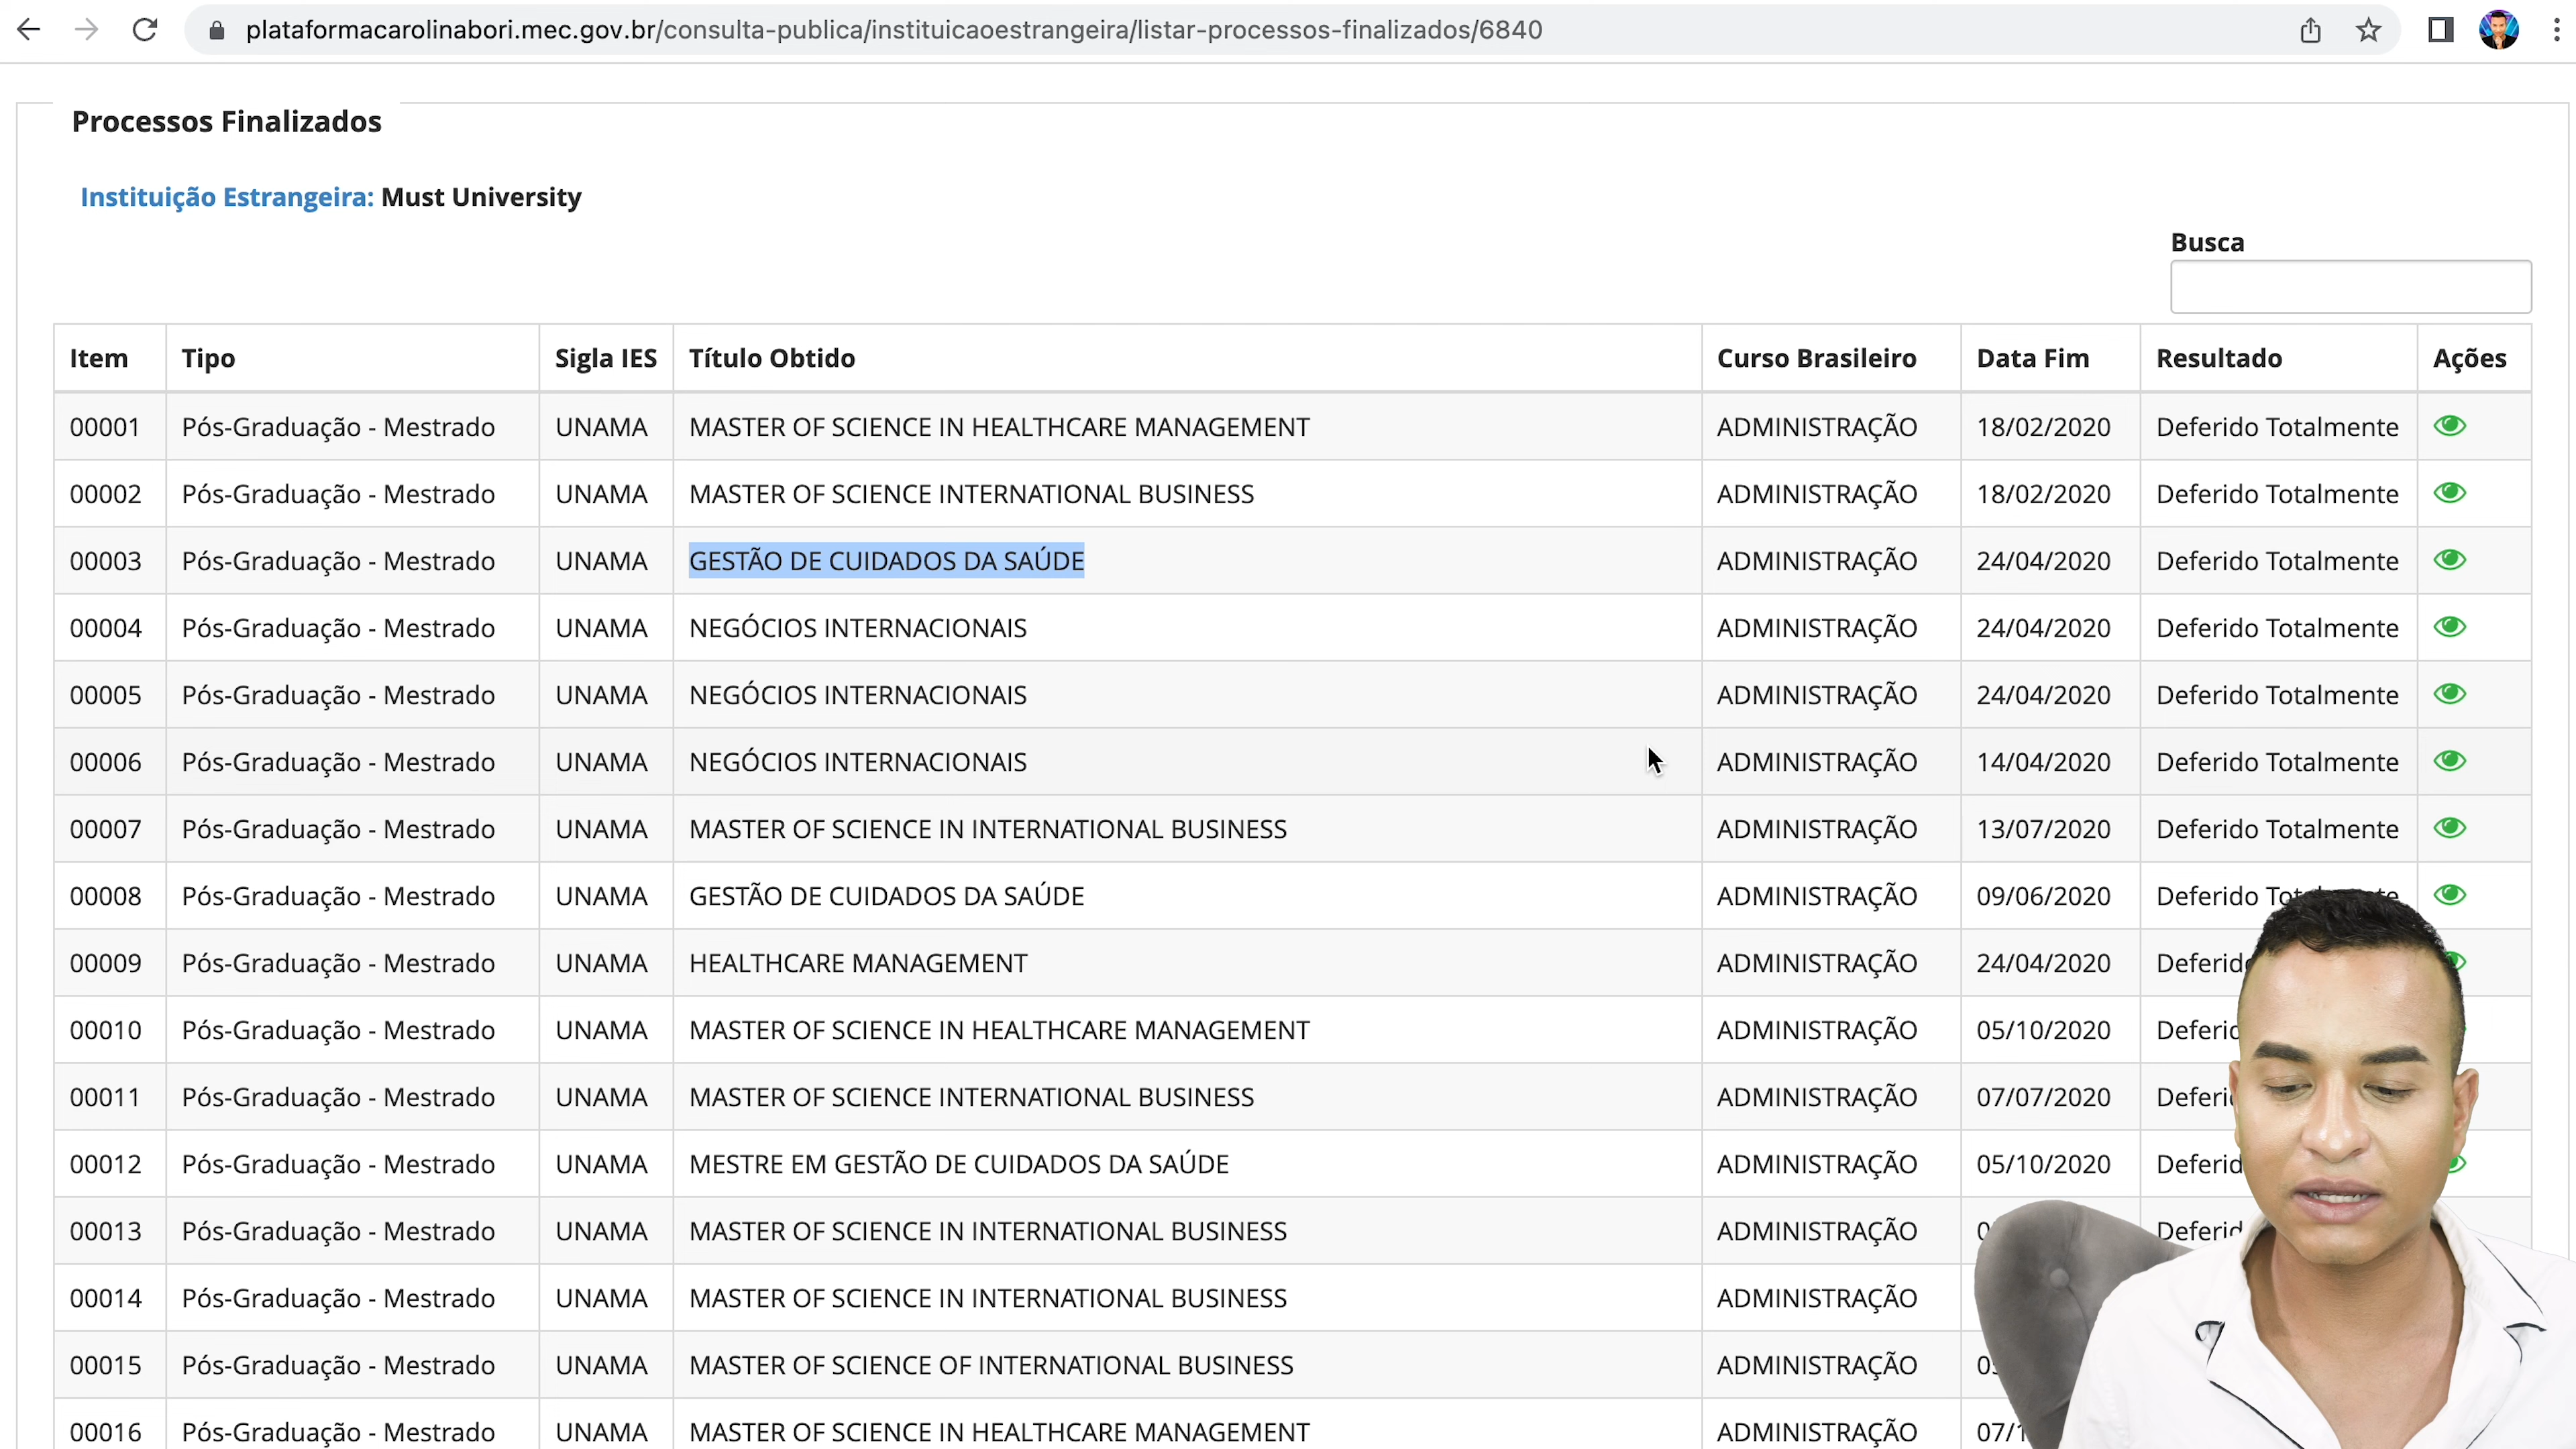 plataformacarolinabori.mec.gov.br/consulta-publica/instituicaoestrangeira/listar-processos-finalizados/6840
Processos Finalizados
Instituição Estrangeira: Must University
Busca
Item Tipo Sigla IES Título Obtido Curso Brasileiro Data Fim Resultado Ações
00001 Pós-Graduação - Mestrado UNAMA MASTER OF SCIENCE IN HEALTHCARE MANAGEMENT ADMINISTRAÇÃO 18/02/2020 Deferido Totalmente
00002 Pós-Graduação - Mestrado UNAMA MASTER OF SCIENCE INTERNATIONAL BUSINESS ADMINISTRAÇÃO 18/02/2020 Deferido Totalmente
00003 Pós-Graduação - Mestrado UNAMA GESTÃO DE CUIDADOS DA SAÚDE ADMINISTRAÇÃO 24/04/2020 Deferido Totalmente
00004 Pós-Graduação - Mestrado UNAMA NEGÓCIOS INTERNACIONAIS ADMINISTRAÇÃO 24/04/2020 Deferido Totalmente
00005 Pós-Graduação - Mestrado UNAMA NEGÓCIOS INTERNACIONAIS ADMINISTRAÇÃO 24/04/2020 Deferido Totalmente
00006 Pós-Graduação - Mestrado UNAMA NEGÓCIOS INTERNACIONAIS ADMINISTRAÇÃO 14/04/2020 Deferido Totalmente
00007 Pós-Graduação - Mestrado UNAMA MASTER OF SCIENCE IN INTERNATIONAL BUSINESS ADMINISTRAÇÃO 13/07/2020 Deferido Totalmente
00008 Pós-Graduação - Mestrado UNAMA GESTÃO DE CUIDADOS DA SAÚDE ADMINISTRAÇÃO 09/06/2020 Deferido
00009 Pós-Graduação - Mestrado UNAMA HEALTHCARE MANAGEMENT ADMINISTRAÇÃO 24/04/2020
00010 Pós-Graduação - Mestrado UNAMA MASTER OF SCIENCE IN HEALTHCARE MANAGEMENT ADMINISTRAÇÃO 05/10/2020
00011 Pós-Graduação - Mestrado UNAMA MASTER OF SCIENCE INTERNATIONAL BUSINESS ADMINISTRAÇÃO 07/07/2020
00012 Pós-Graduação - Mestrado UNAMA MESTRE EM GESTÃO DE CUIDADOS DA SAÚDE ADMINISTRAÇÃO 05/10/2020
00013 Pós-Graduação - Mestrado UNAMA MASTER OF SCIENCE IN INTERNATIONAL BUSINESS ADMINISTRAÇÃO
00014 Pós-Graduação - Mestrado UNAMA MASTER OF SCIENCE IN INTERNATIONAL BUSINESS ADMINISTRAÇÃO
00015 Pós-Graduação - Mestrado UNAMA MASTER OF SCIENCE OF INTERNATIONAL BUSINESS ADMINISTRAÇÃO
00016 Pós-Graduação - Mestrado UNAMA MASTER OF SCIENCE IN HEALTHCARE MANAGEMENT ADMINISTRAÇÃO